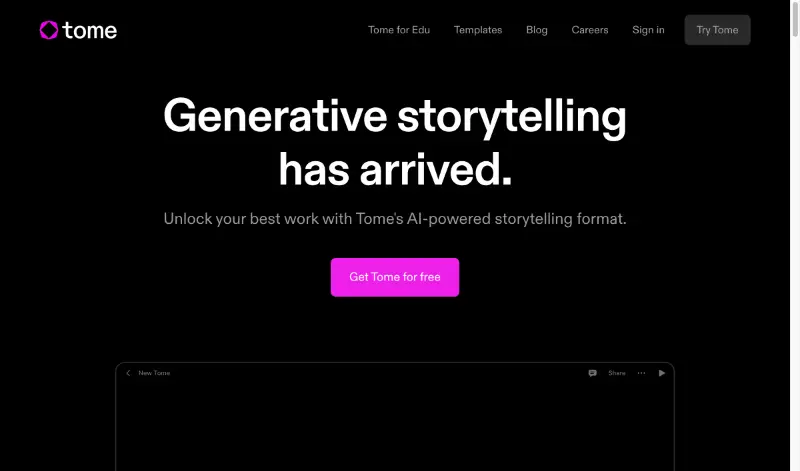 tome
Tome for Edu
Templates
Blog
Careers
Sign in
Try Tome
Generative storytelling
has arrived.
Unlock your best work with Tome's AI-powered storytelling format.
Get Tome for free
New Tome
Share